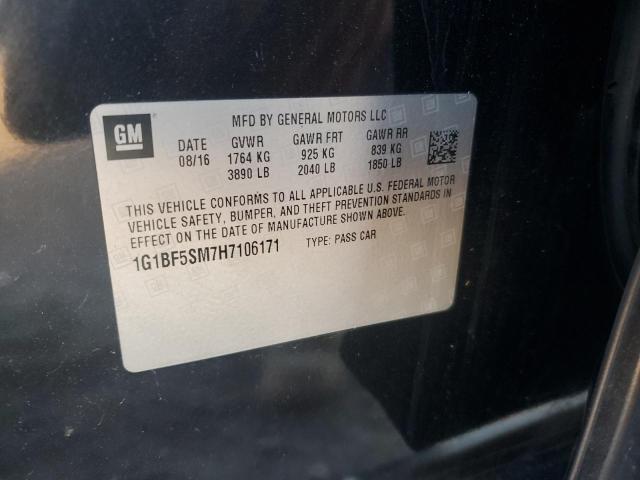 GM
MFD BY GENERAL MOTORS LLC
DATE GVWR GAWR FRT GAWR RR
08/16 1764 KG 925 KG 839 KG
3890 LB 2040 LB 1850 LB
THIS VEHICLE CONFORMS TO ALL APPLICABLE U.S. FEDERAL MOTOR
VEHICLE SAFETY, BUMPER, AND THEFT PREVENTION STANDARDS IN
EFFECT ON THE DATE OF MANUFACTURE SHOWN ABOVE.
1G1BF5SM7H7106171 TYPE: PASS CAR